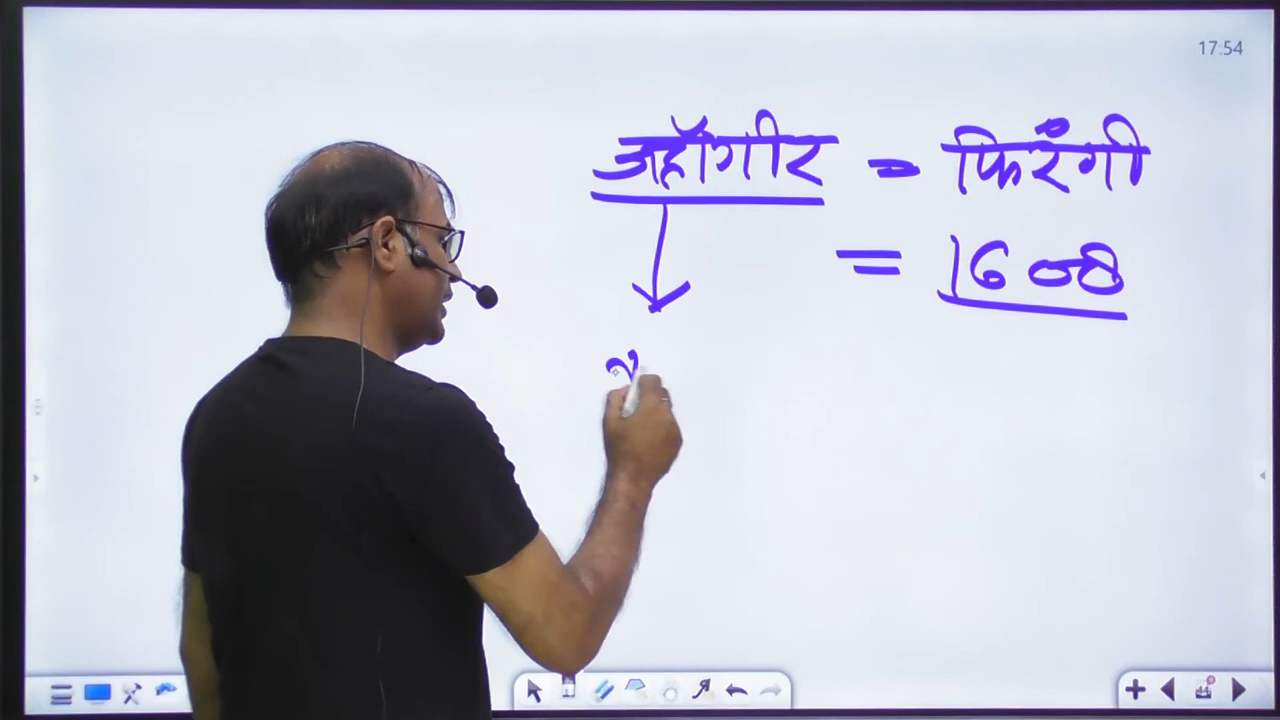 17:54
जहाँगीर = फिरंगी
= 1608